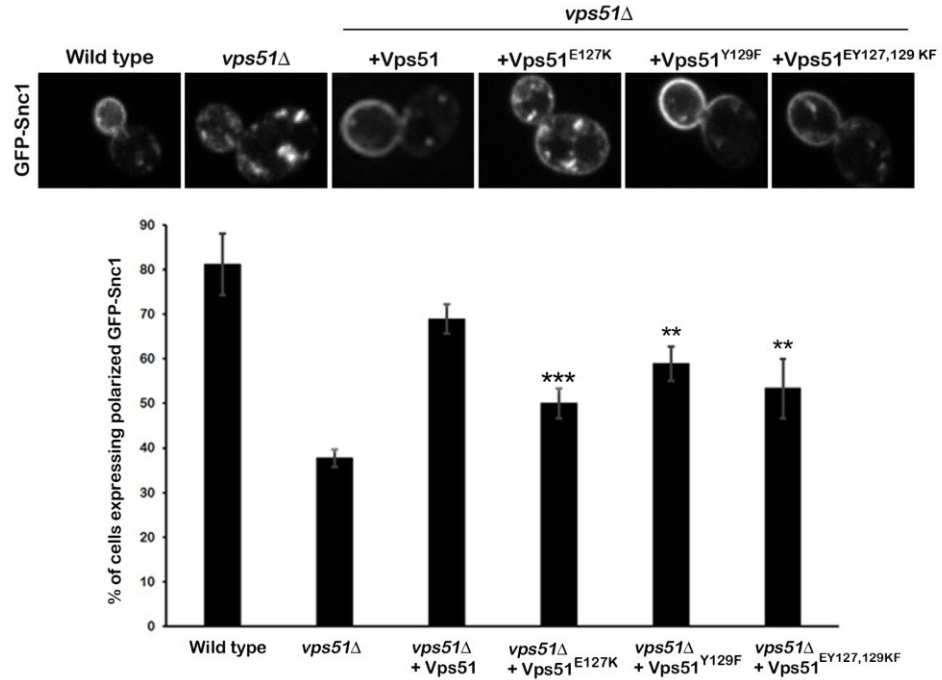 vps51Δ
Wild type vps51Δ +Vps51 +Vps51E127K +Vps51Y129F +Vps51EY127,129 KF
GFP-Snc1
% of cells expressing polarized GFP-Snc1
90
80
70
60
50
40
30
20
10
0
***
**
**
Wild type vps51Δ vps51Δ vps51Δ vps51Δ vps51Δ
+ Vps51 + Vps51E127K + Vps51Y129F + Vps51EY127,129KF